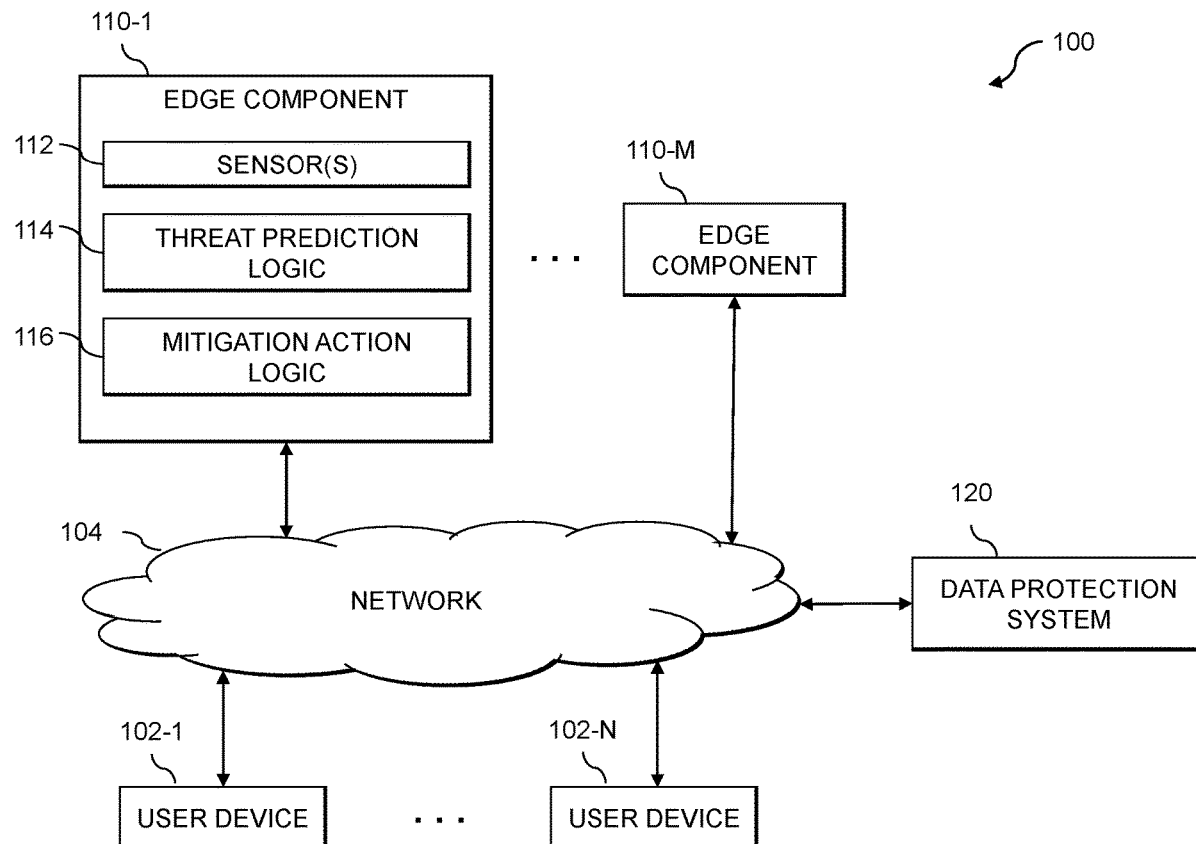 110-1
100
EDGE COMPONENT
112
SENSOR(S)
110-M
114
THREAT PREDICTION
LOGIC
. . .
EDGE
COMPONENT
116
MITIGATION ACTION
LOGIC
104
120
NETWORK
DATA PROTECTION
SYSTEM
102-1
102-N
USER DEVICE
. . .
USER DEVICE